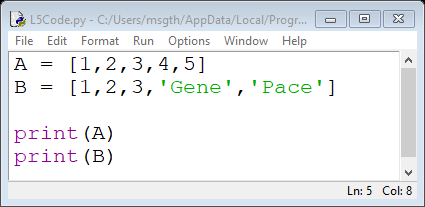 L5Code.py - C:/Users/msgth/AppData/Local/Progr...
File Edit Format Run Options Window Help
A = [1,2,3,4,5]
B = [1,2,3,'Gene','Pace']
print(A)
print(B)
Ln: 5 Col: 8